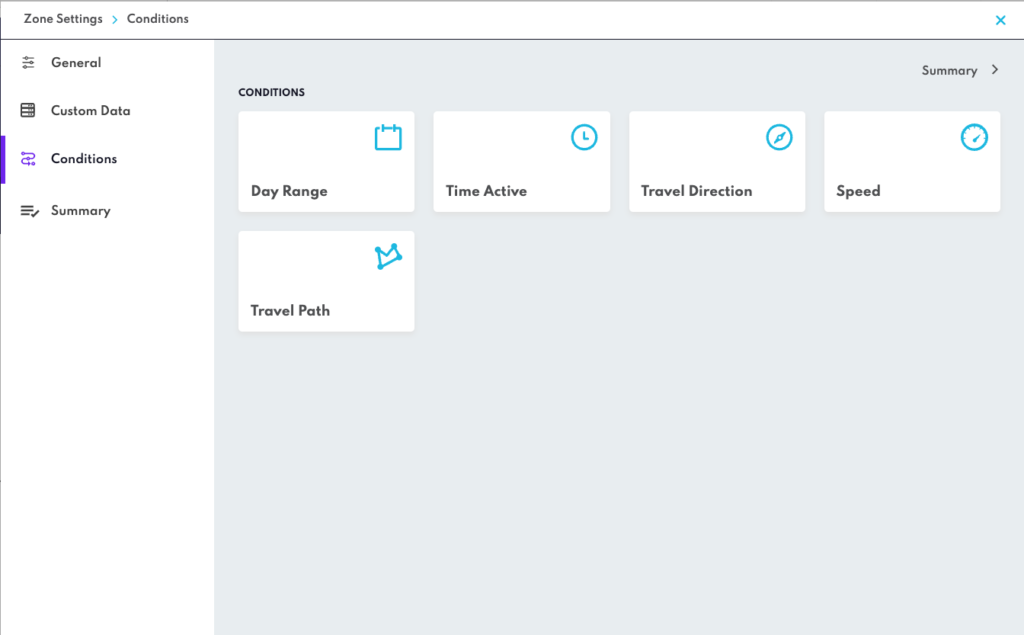 Zone Settings > Conditions
General
Custom Data
Conditions
Summary
Summary >
CONDITIONS
Day Range
Time Active
Travel Direction
Speed
Travel Path